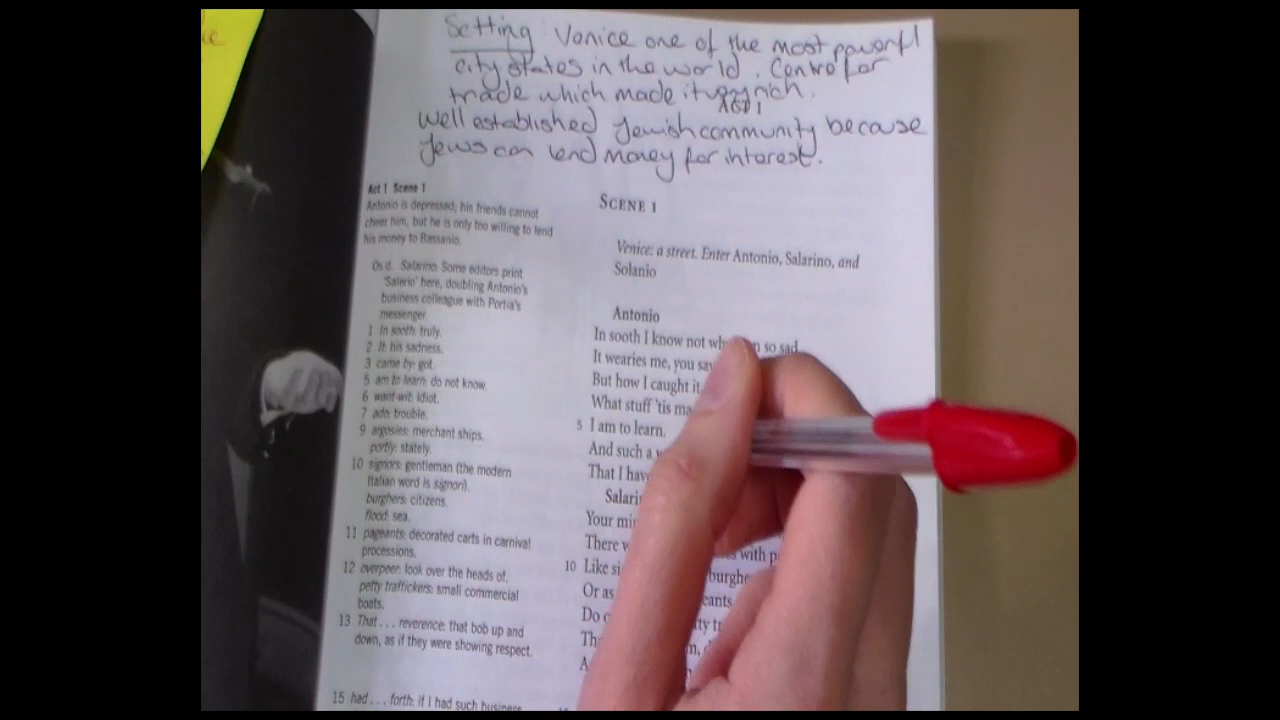 Setting Venice one of the most powerfl
city states in the world. Centre for
trade which made it very rich.
ACT 1
Well established Jewish community because
Jews can lend money for interest.
Act 1 Scene 1
Antonio is depressed; his friends cannot
cheer him, but he is only too willing to lend
his money to Bassanio.
0s.d. Salarino: Some editors print
'Salerio' here, doubling Antonio's
business colleague with Portia's
messenger.
1 In sooth: truly.
2 It: his sadness.
3 came by: got.
5 am to learn: do not know.
6 want-wit: idiot.
7 ado: trouble.
9 argosies: merchant ships.
portly: stately.
10 signors: gentleman (the modern
Italian word is signori).
burghers: citizens.
flood: sea.
11 pageants: decorated carts in carnival
processions.
12 overpeer: look over the heads of.
petty traffickers: small commercial
boats.
13 That . . . reverence: that bob up and
down, as if they were showing respect.
15 had . . . forth: if I had such business
SCENE 1
Venice: a street. Enter Antonio, Salarino, and
Solanio
Antonio
In sooth I know not so sad
It wearies me, you
But how I caught it
What stuff 'tis
5 I am to learn.
And such a
That I
Your
There with
10 Like
Or as
Do